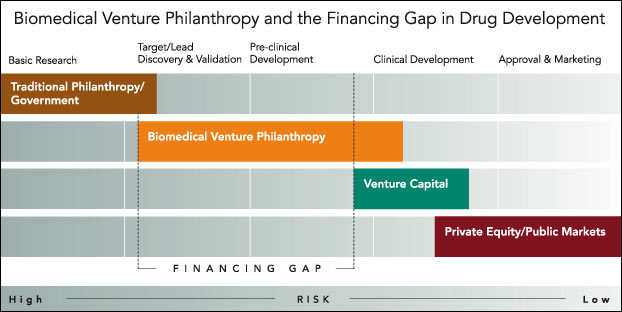 Biomedical Venture Philanthropy and the Financing Gap in Drug Development
Basic Research
Target/Lead
Discovery & Validation
Pre-clinical
Development
Clinical Development
Approval & Marketing
Traditional Philanthropy/
Government
Biomedical Venture Philanthropy
Venture Capital
Private Equity/Public Markets
FINANCING GAP
High
RISK
Low